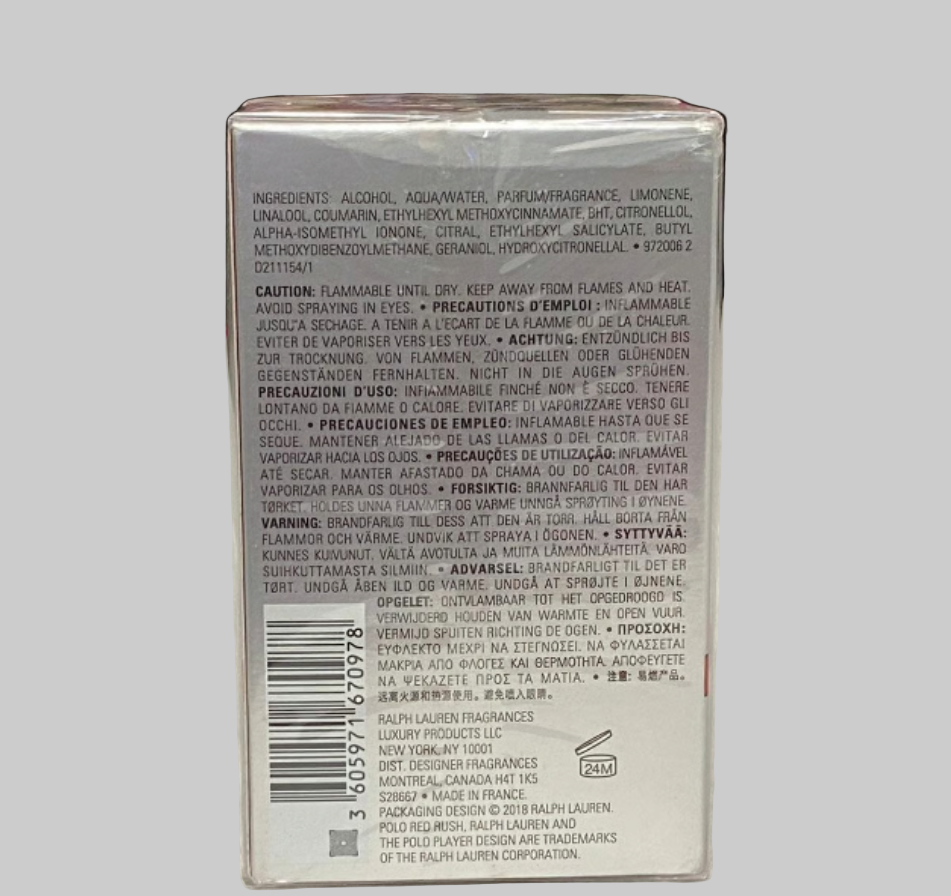 INGREDIENTS: ALCOHOL, AQUA/WATER, PARFUM/FRAGRANCE, LIMONENE,
LINALOOL, COUMARIN, ETHYLHEXYL METHOXYCINNAMATE, BHT, CITRONELLOL,
ALPHA-ISOMETHYL IONONE, CITRAL, ETHYLHEXYL SALICYLATE, BUTYL
METHOXYDIBENZOYLMETHANE, GERANIOL, HYDROXYCITRONELLAL. • 972006 2
D211154/1
CAUTION: FLAMMABLE UNTIL DRY. KEEP AWAY FROM FLAMES AND HEAT.
AVOID SPRAYING IN EYES. • PRECAUTIONS D'EMPLOI : INFLAMMABLE
JUSQU'A SECHAGE. A TENIR A L'ECART DE LA FLAMME OU DE LA CHALEUR.
EVITER DE VAPORISER VERS LES YEUX. • ACHTUNG: ENTZÜNDLICH BIS
ZUR TROCKNUNG. VON FLAMMEN, ZÜNDQUELLEN ODER GLÜHENDEN
GEGENSTÄNDEN FERNHALTEN. NICHT IN DIE AUGEN SPRÜHEN.
PRECAUZIONI D'USO: INFIAMMABILE FINCHÉ NON È SECCO. TENERE
LONTANO DA FIAMME O CALORE. EVITARE DI VAPORIZZARE VERSO GLI
OCCHI. • PRECAUCIONES DE EMPLEO: INFLAMABLE HASTA QUE SE
SEQUE. MANTENER ALEJADO DE LAS LLAMAS O DEL CALOR. EVITAR
VAPORIZAR HACIA LOS OJOS. • PRECAUÇÕES DE UTILIZAÇÃO: INFLAMÁVEL
ATÉ SECAR. MANTER AFASTADO DA CHAMA OU DO CALOR. EVITAR
VAPORIZAR PARA OS OLHOS. • FORSIKTIG: BRANNFARLIG TIL DEN HAR
TØRKET. HOLDES UNNA FLAMMER OG VARME UNNGÅ SPRØYTING I ØYNENE.
VARNING: BRANDFARLIG TILL DESS ATT DEN ÄR TORR. HÅLL BORTA FRÅN
FLAMMOR OCH VÄRME. UNDVIK ATT SPRAYA I ÖGONEN. • SYTTYVÄÄ:
KUNNES KUIVUNUT. VÄLTÄ AVOTULTA JA MUITA LÄMMÖNLÄHTEITÄ. VARO
SUIHKUTTAMASTA SILMIIN. • ADVARSEL: BRANDFARLIGT TIL DET ER
TØRT. UNDGÅ ÅBEN ILD OG VARME. UNDGÅ AT SPRØJTE I ØJNENE.
OPGELET: ONTVLAMBAAR TOT HET OPGEDROOGD IS.
VERWIJDERD HOUDEN VAN WARMTE EN OPEN VUUR.
VERMIJD SPUITEN RICHTING DE OGEN. • ΠΡΟΣΟΧΗ:
ΕΥΦΛΕΚΤΟ ΜΕΧΡΙ ΝΑ ΣΤΕΓΝΩΣΕΙ. ΝΑ ΦΥΛΑΣΣΕΤΑΙ
ΜΑΚΡΙΑ ΑΠΟ ΦΛΟΓΕΣ ΚΑΙ ΘΕΡΜΟΤΗΤΑ. ΑΠΟΦΕΥΓΕΤΕ
ΝΑ ΨΕΚΑΖΕΤΕ ΠΡΟΣ ΤΑ ΜΑΤΙΑ. • 注意: 易燃产品。
远离火源和热源使用。避免喷入眼睛。
3 605971 670978
RALPH LAUREN FRAGRANCES
LUXURY PRODUCTS LLC
NEW YORK, NY 10001
DIST. DESIGNER FRAGRANCES
MONTREAL, CANADA H4T 1K5
S28667 • MADE IN FRANCE.
PACKAGING DESIGN © 2018 RALPH LAUREN.
POLO RED RUSH, RALPH LAUREN AND
THE POLO PLAYER DESIGN ARE TRADEMARKS
OF THE RALPH LAUREN CORPORATION.
24M